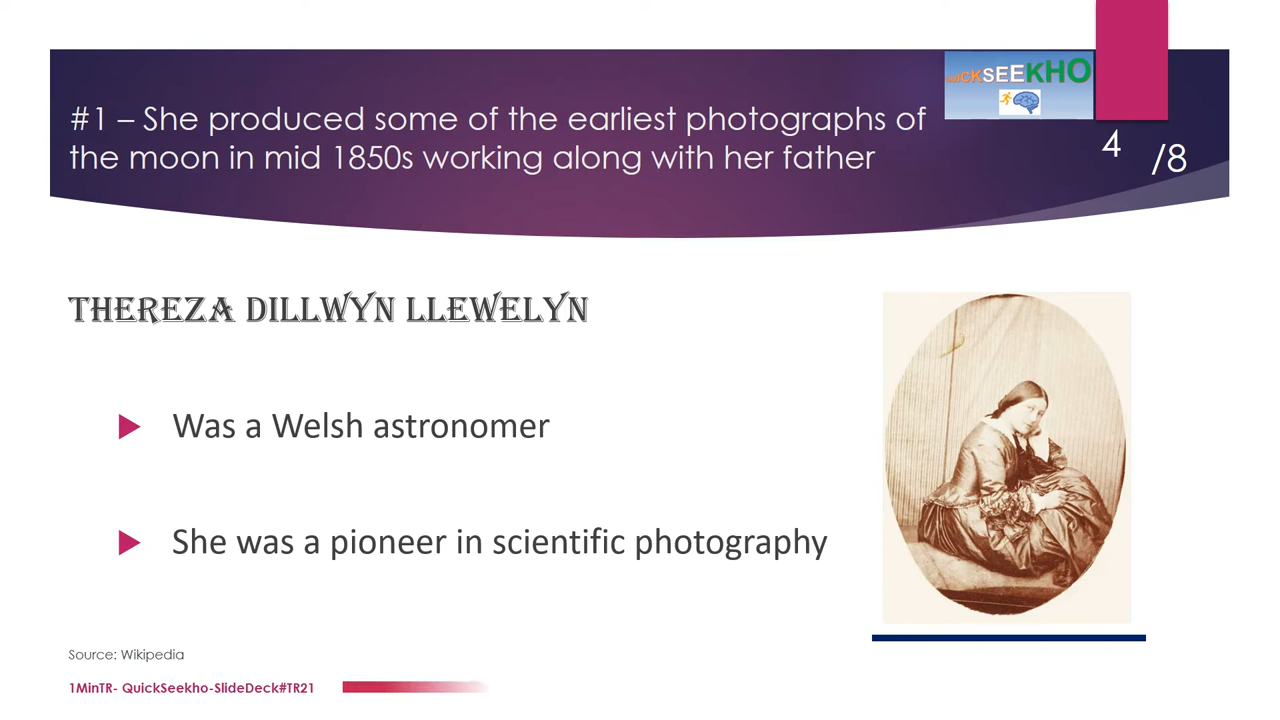 QUICKSEEKHO
#1 – She produced some of the earliest photographs of
the moon in mid 1850s working along with her father
4 /8
THEREZA DILLWYN LLEWELYN
Was a Welsh astronomer
She was a pioneer in scientific photography
Source: Wikipedia
1MinTR- QuickSeekho-SlideDeck#TR21